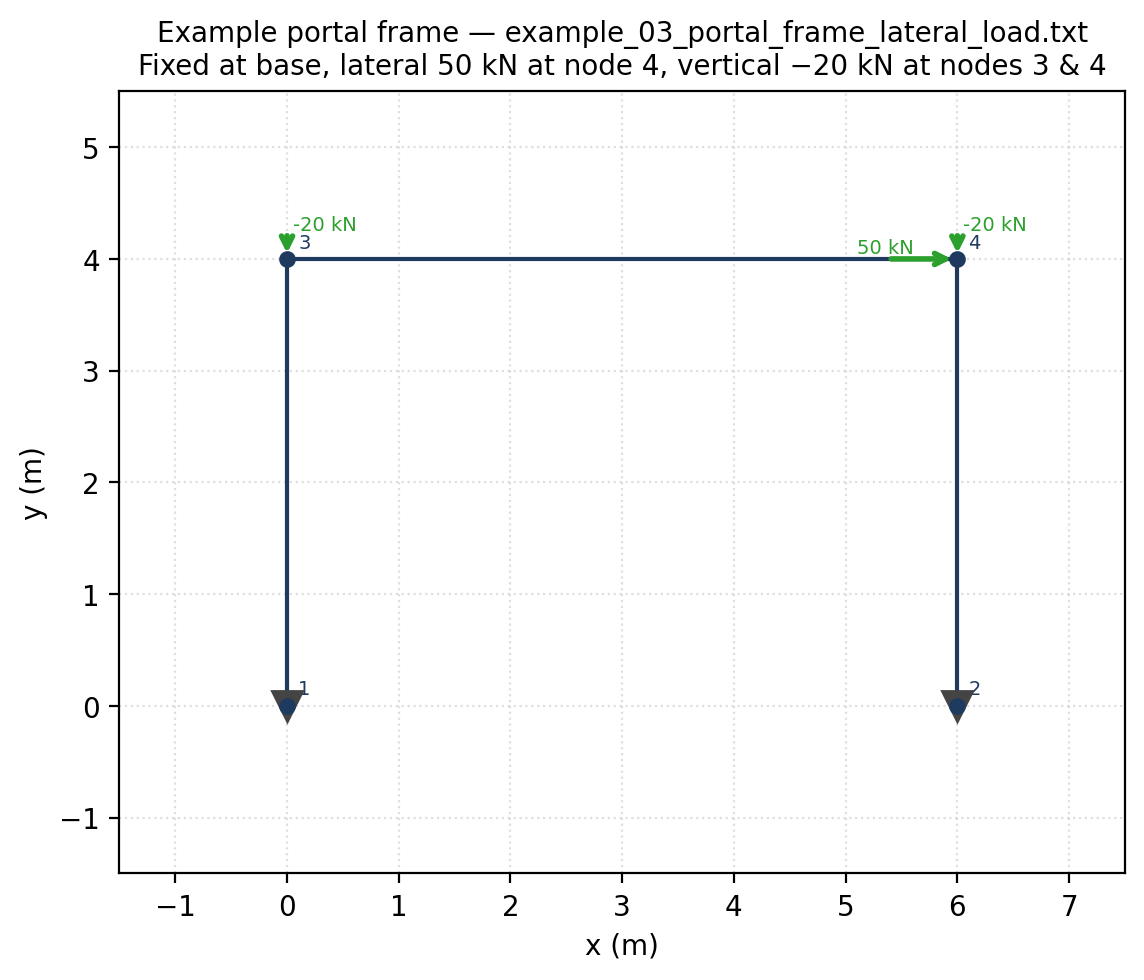 Example portal frame — example_03_portal_frame_lateral_load.txt
Fixed at base, lateral 50 kN at node 4, vertical −20 kN at nodes 3 & 4
5
4
3
2
1
0
−1
y (m)
-20 kN
3
-20 kN
4
50 kN
1
2
−1
0
1
2
3
4
5
6
7
x (m)